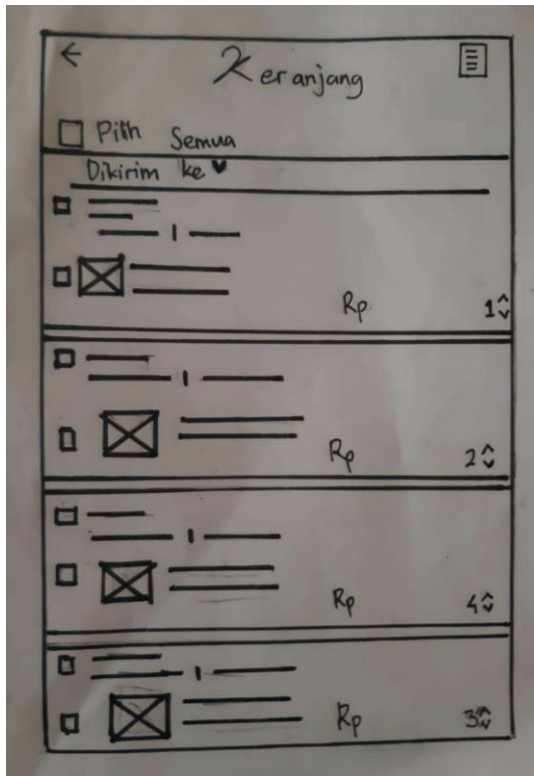 Keranjang
Pilih Semua
Dikirim ke
Rp 1
Rp 2
Rp 4
Rp 3